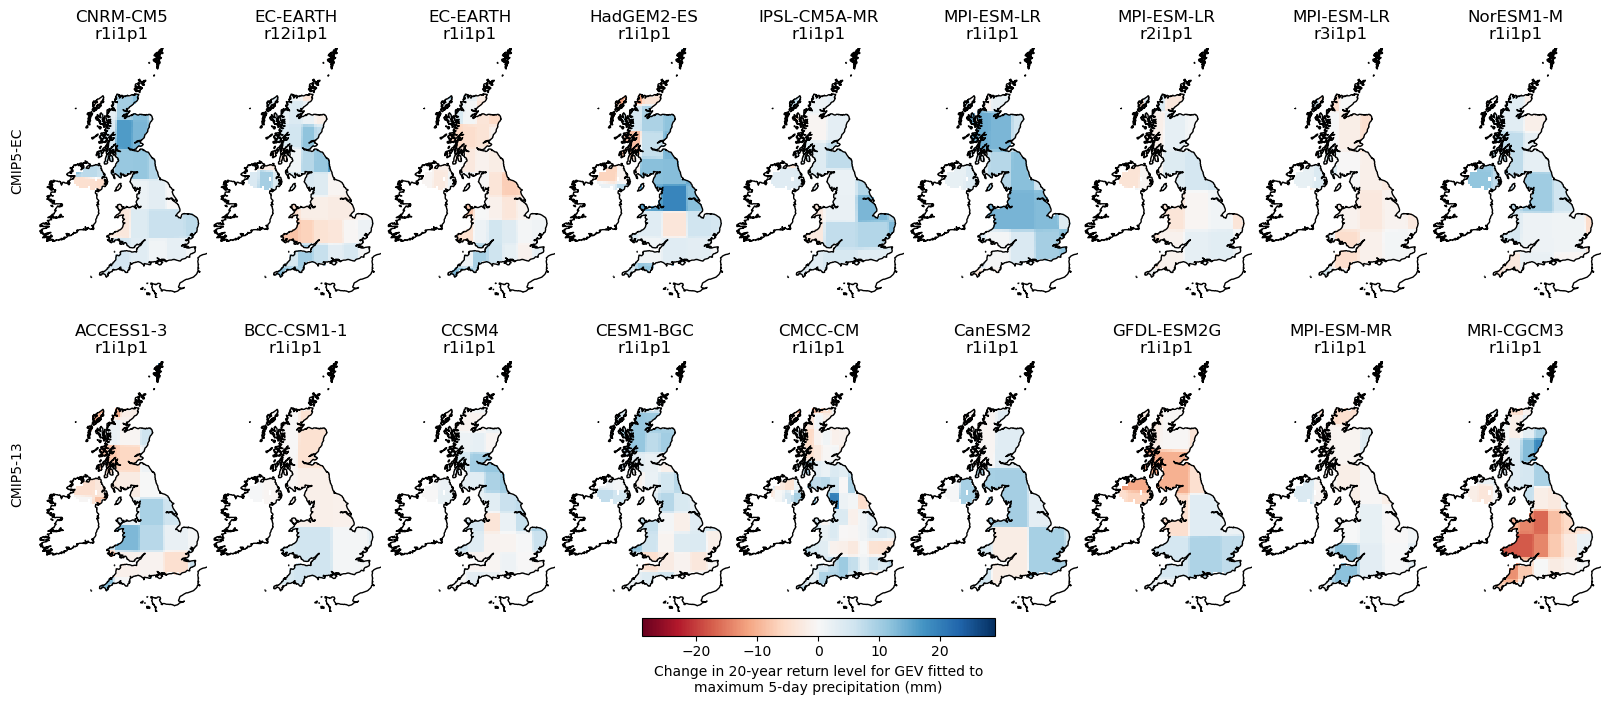 CNRM-CM5 EC-EARTH EC-EARTH HadGEM2-ES IPSL-CM5A-MR MPI-ESM-LR MPI-ESM-LR MPI-ESM-LR NorESM1-M
r1i1p1 r12i1p1 r1i1p1 r1i1p1 r1i1p1 r1i1p1 r2i1p1 r3i1p1 r1i1p1
CMIP5-EC
ACCESS1-3 BCC-CSM1-1 CCSM4 CESM1-BGC CMCC-CM CanESM2 GFDL-ESM2G MPI-ESM-MR MRI-CGCM3
r1i1p1 r1i1p1 r1i1p1 r1i1p1 r1i1p1 r1i1p1 r1i1p1 r1i1p1 r1i1p1
CMIP5-13
−20 −10 0 10 20
Change in 20-year return level for GEV fitted to
maximum 5-day precipitation (mm)